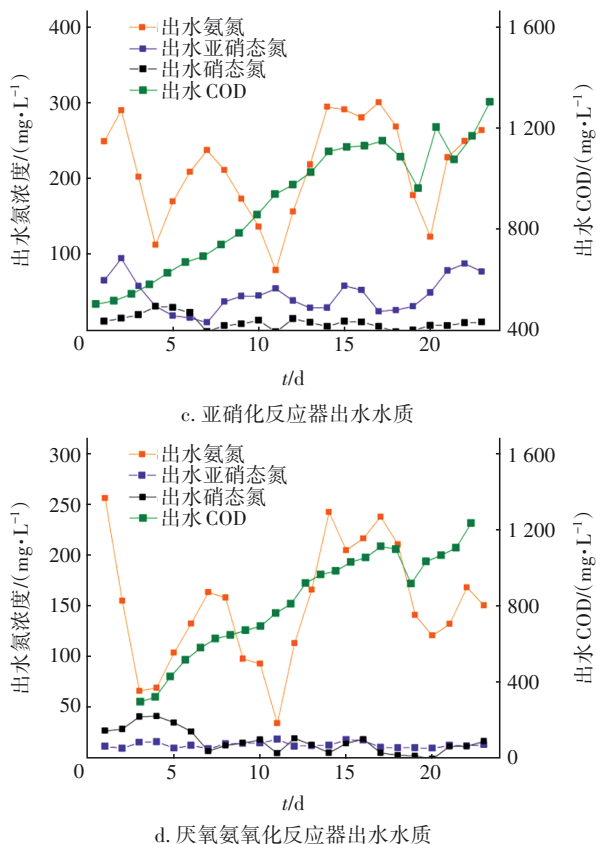 400
300
200
100
0
出水氮浓度/(mg·L⁻¹)
出水氨氮
出水亚硝态氮
出水硝态氮
出水COD
1 600
1 200
800
400
出水COD/(mg·L⁻¹)
0 5 10 15 20
t/d
c. 亚硝化反应器出水水质
300
250
200
150
100
50
出水氮浓度/(mg·L⁻¹)
出水氨氮
出水亚硝态氮
出水硝态氮
出水COD
1 600
1 200
800
400
0
出水COD/(mg·L⁻¹)
0 5 10 15 20
t/d
d. 厌氧氨氧化反应器出水水质